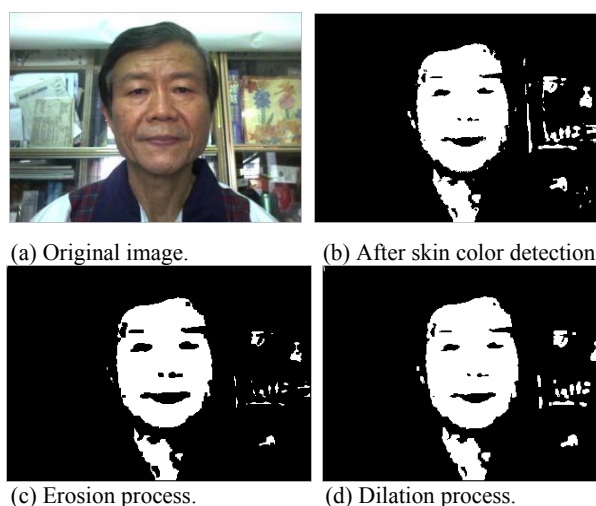 (a) Original image.
(b) After skin color detection
(c) Erosion process.
(d) Dilation process.